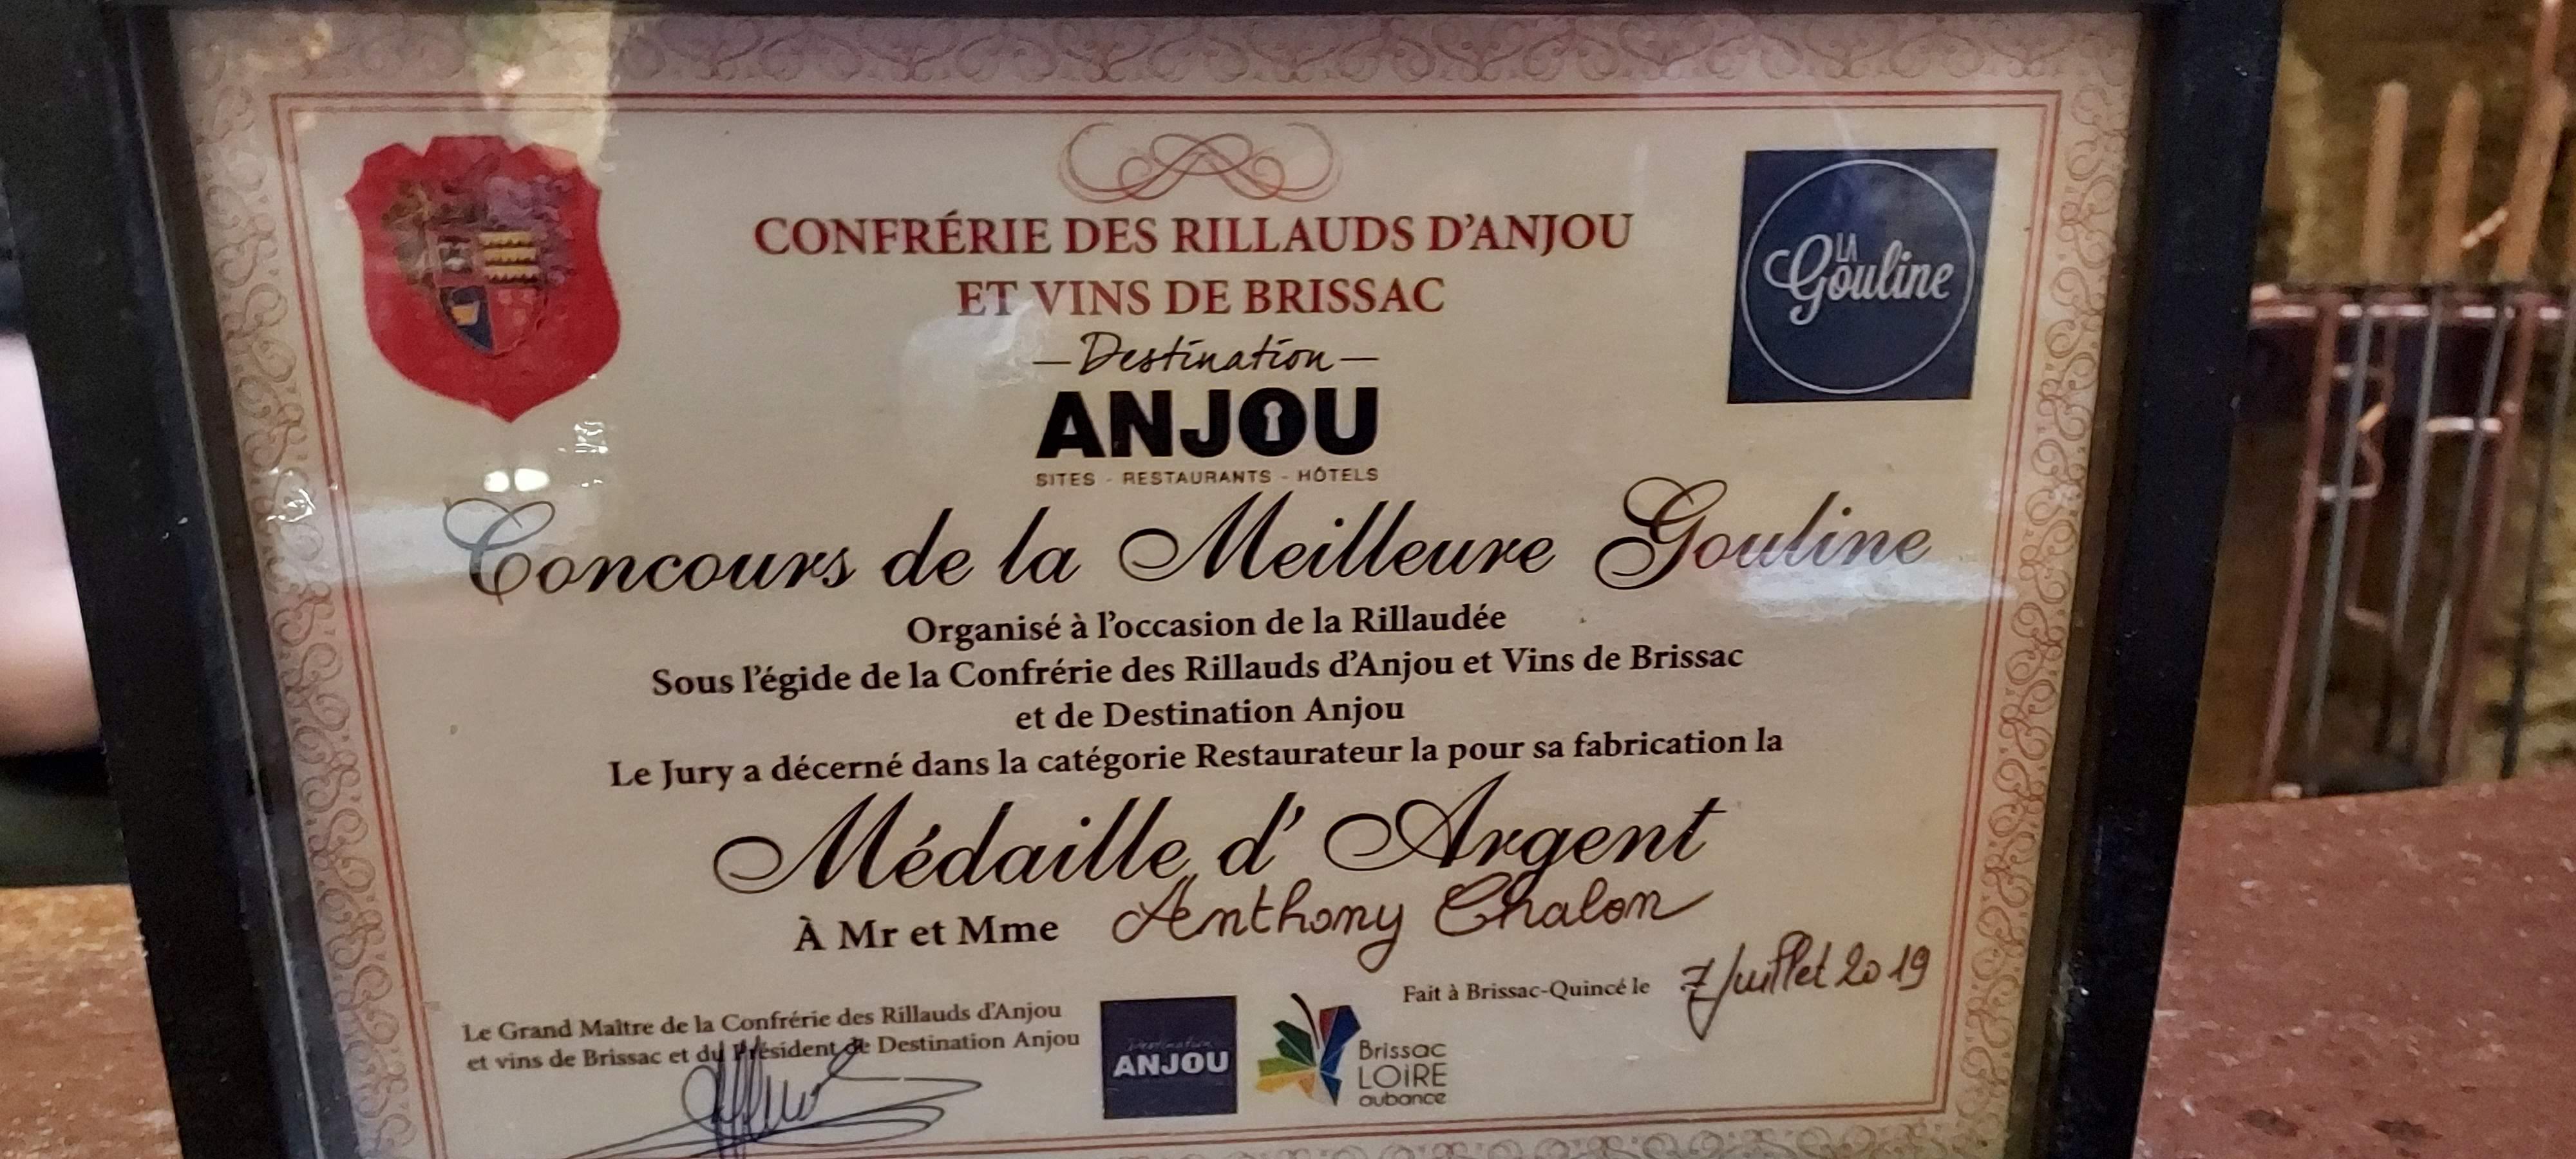 CONFRÉRIE DES RILLAUDS D'ANJOU
ET VINS DE BRISSAC
LA
Gouline
Destination
ANJOU
SITES - RESTAURANTS - HÔTELS
Concours de la Meilleure Gouline
Organisé à l'occasion de la Rillaudée
Sous l'égide de la Confrérie des Rillauds d'Anjou et Vins de Brissac
et de Destination Anjou
Le Jury a décerné dans la catégorie Restaurateur la pour sa fabrication la
Médaille d'Argent
À Mr et Mme Anthony Chalon
Fait à Brissac-Quincé le 7 Juillet 2019
Le Grand Maître de la Confrérie des Rillauds d'Anjou
et vins de Brissac et du Président de Destination Anjou
Destination
ANJOU
Brissac
LOiRE
aubance